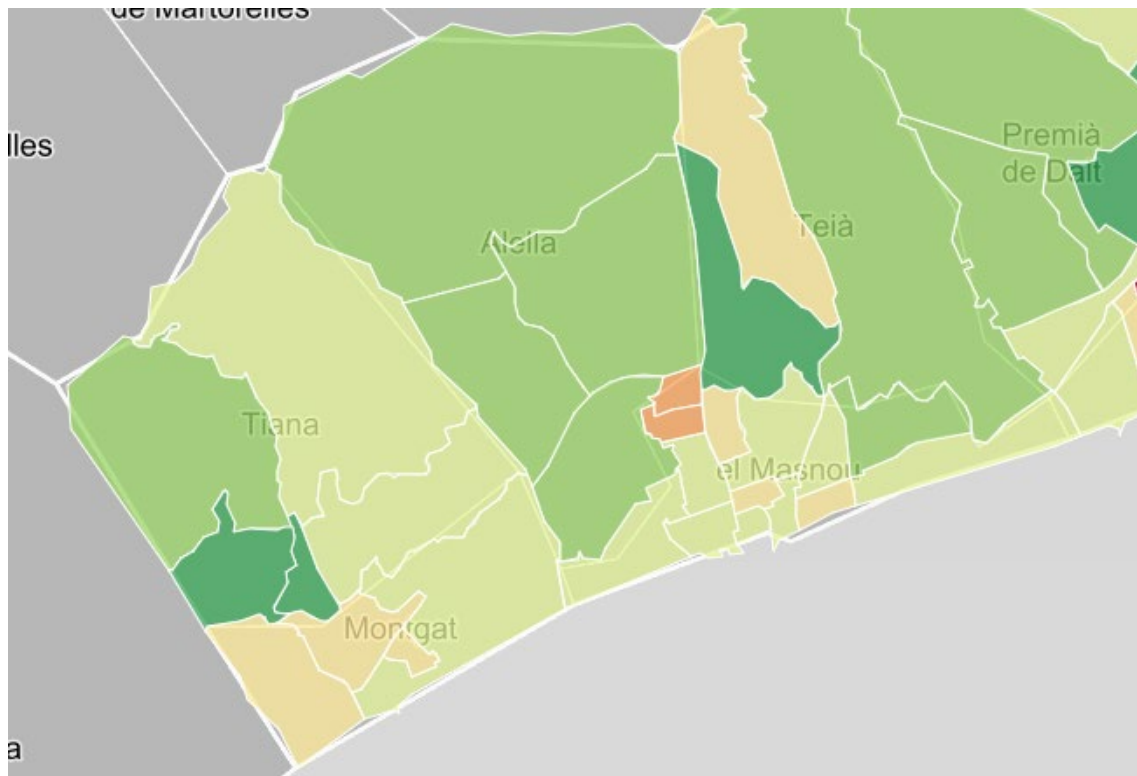 de Martorelles
lles
Premià
de Dalt
Teià
Alella
Tiana
el Masnou
Montgat
a